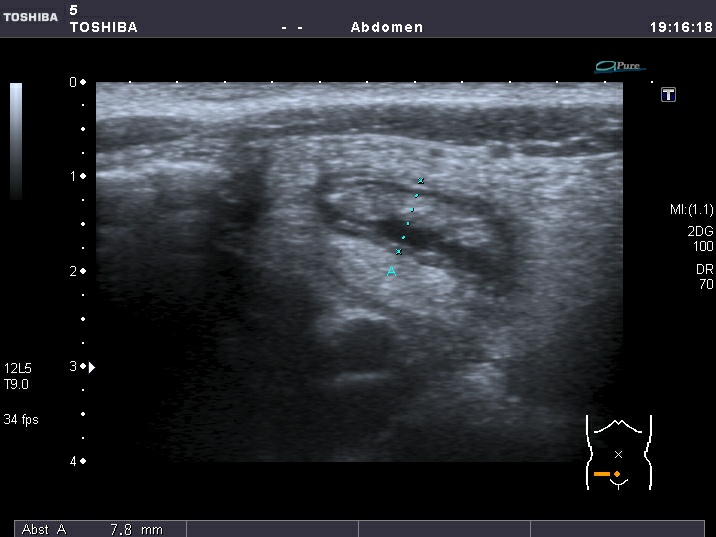 TOSHIBA
5
TOSHIBA - - Abdomen 19:16:18
aPure
T
0
1
MI:(1.1)
2DG
100
DR
70
2
A
3
12L5
T9.0
34 fps
4
Abst A 7.8 mm